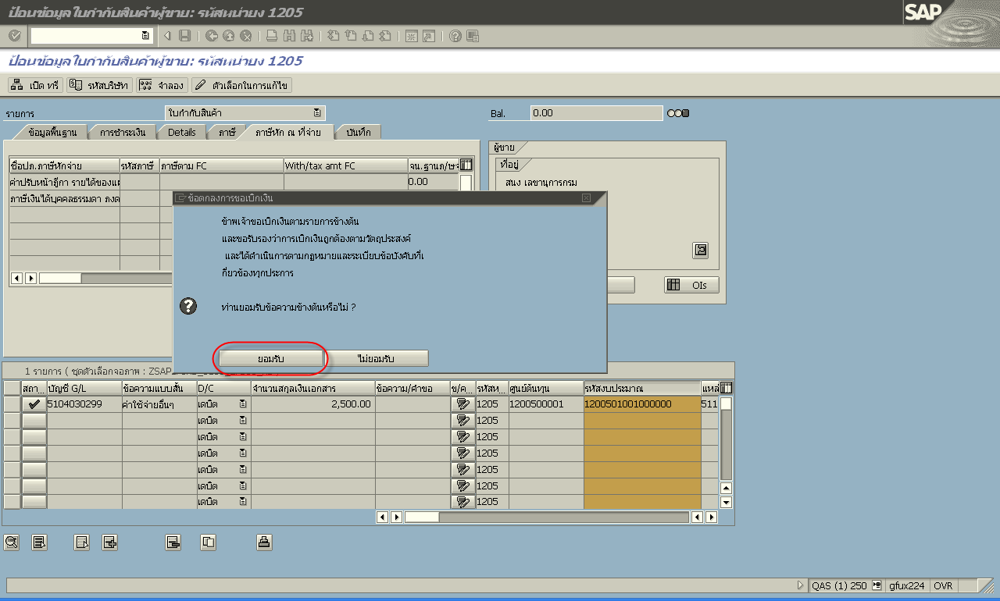 ป้อนข้อมูลใบกำกับสินค้าผู้ขาย: รหัสหน่วยง 1205
SAP
ป้อนข้อมูลใบกำกับสินค้าผู้ขาย: รหัสหน่วยง 1205
เปิด ทรี รหัสบริษัท จำลอง ตัวเลือกในการแก้ไข
รายการ ใบกำกับสินค้า Bal. 0.00
ข้อมูลพื้นฐาน การชำระเงิน Details ภาษี ภาษีหัก ณ ที่จ่าย บันทึก
ผู้ขาย
ชื่อปภ.ภาษีหักจ่าย รหัสภาษี ภาษีตาม FC With/tax amt FC จน.ฐานภ/ษ
ที่อยู่
ค่าปรับหน้าฎีกา รายได้ของแผ 0.00
สนง เลขานุการกรม
ภาษีเงินได้บุคคลธรรมดา ภงด
ข้อตกลงการขอเบิกเงิน
ข้าพเจ้าขอเบิกเงินตามรายการข้างต้น
และขอรับรองว่าการเบิกเงินถูกต้องตามวัตถุประสงค์
และได้ดำเนินการตามกฎหมายและระเบียบข้อบังคับที่เ
กี่ยวข้องทุกประการ
OIs
ท่านยอมรับข้อความข้างต้นหรือไม่ ?
ยอมรับ ไม่ยอมรับ
1 รายการ ( ชุดตัวเลือกจอภาพ :
สถา... บัญชี G/L ข้อความแบบสั้น D/C จำนวนสกุลเงินเอกสาร ข้อความ/คำขอ ข/ค... รหัสห... ศูนย์ต้นทุน รหัสงบประมาณ แหล่
5104030299 ค่าใช้จ่ายอื่นๆ เดบิต 2,500.00 1205 1200500001 1200501001000000 511
เดบิต 1205
เดบิต 1205
เดบิต 1205
เดบิต 1205
เดบิต 1205
เดบิต 1205
QAS (1) 250 gfux224 OVR